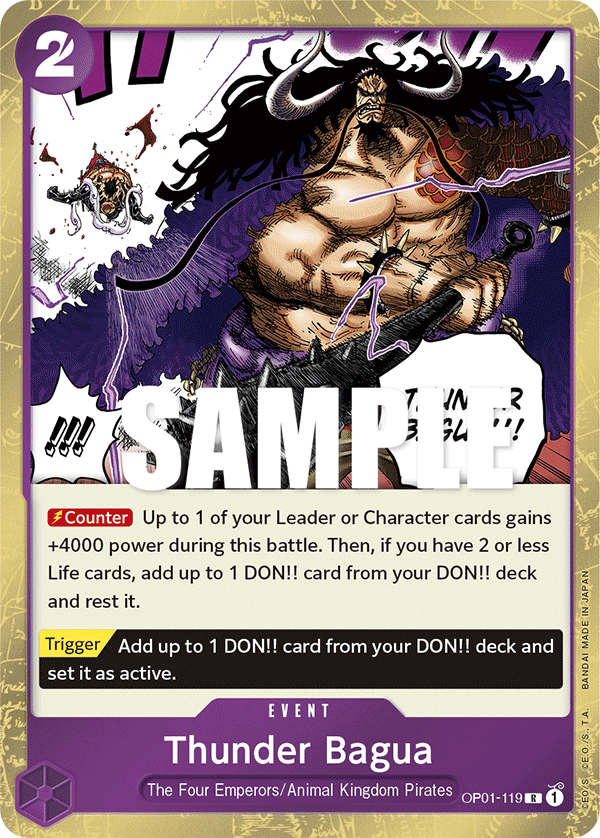 2
!!!
THUNDER
BAGUA!!
SAMPLE
Counter Up to 1 of your Leader or Character cards gains
+4000 power during this battle. Then, if you have 2 or less
Life cards, add up to 1 DON!! card from your DON!! deck
and rest it.
Trigger Add up to 1 DON!! card from your DON!! deck and
set it as active.
EVENT
Thunder Bagua
The Four Emperors/Animal Kingdom Pirates
OP01-119 R 1
©E.O./S. ©E.O./S., T.A. BANDAI MADE IN JAPAN